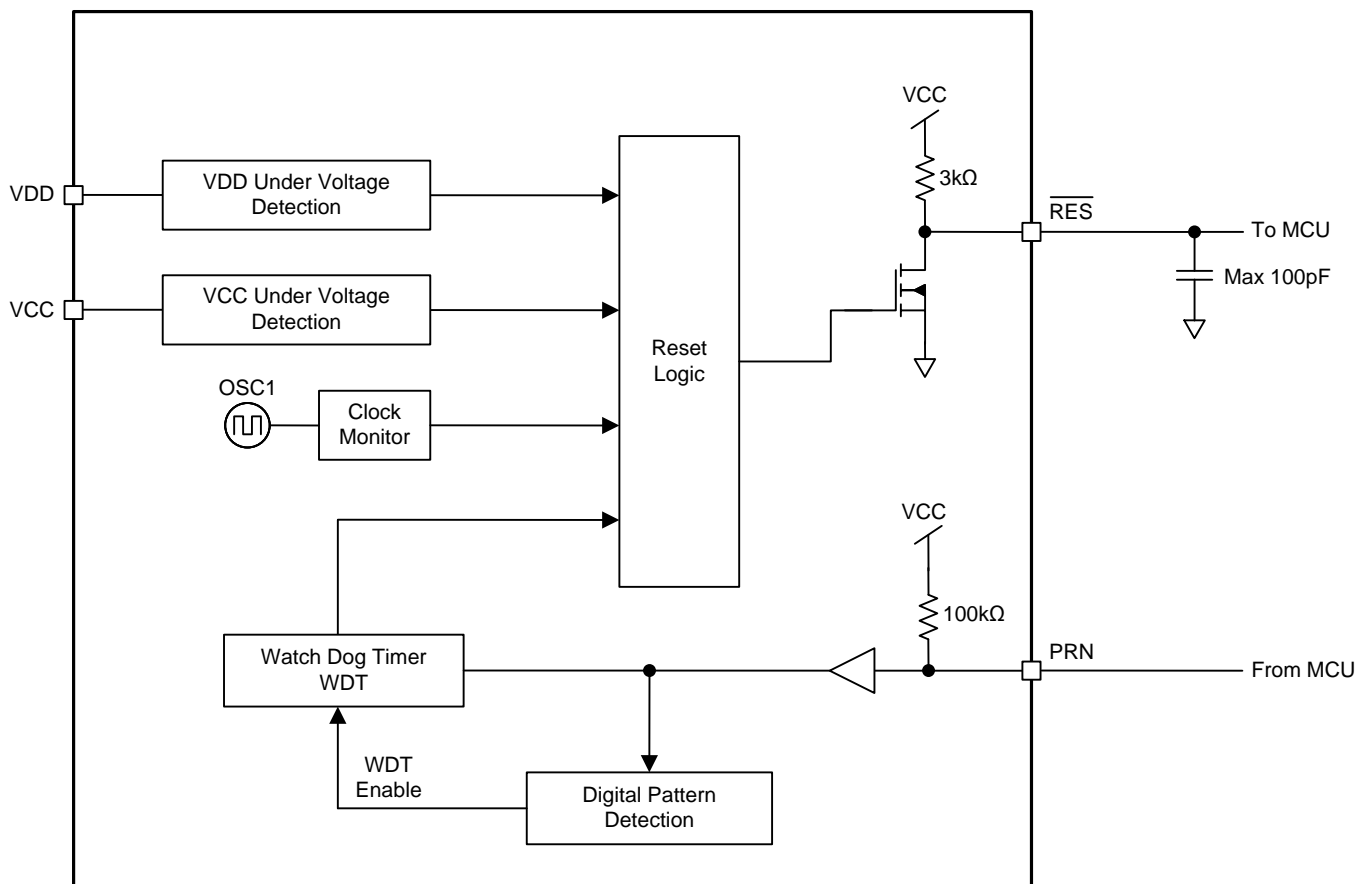 VCC
3kΩ
VDD
VDD Under Voltage
Detection
RES
To MCU
Max 100pF
VCC
VCC Under Voltage
Detection
Reset
Logic
OSC1
Clock
Monitor
VCC
100kΩ
PRN
From MCU
Watch Dog Timer
WDT
WDT
Enable
Digital Pattern
Detection